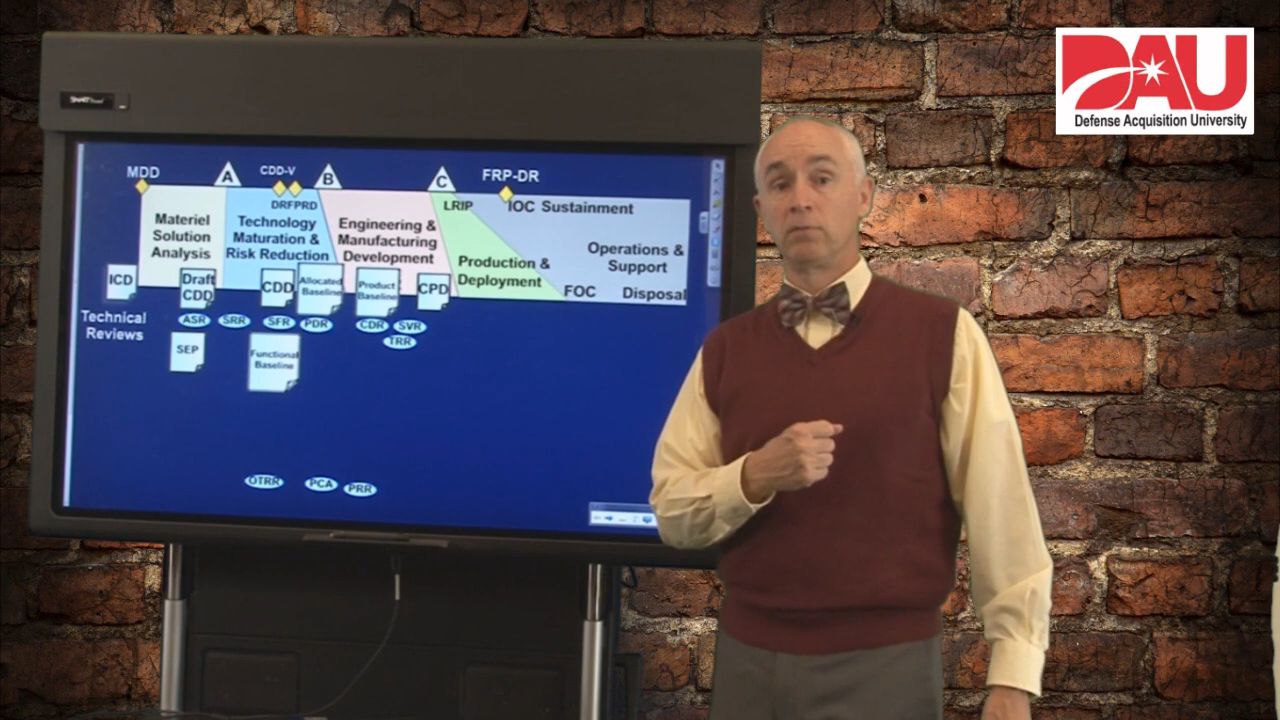 DAU
Defense Acquisition University
SMART Board
MDD
A
CDD-V
B
C
FRP-DR
DRFPRD
LRIP
IOC Sustainment
Materiel
Solution
Analysis
Technology
Maturation &
Risk Reduction
Engineering &
Manufacturing
Development
Production &
Deployment
Operations &
Support
FOC
Disposal
ICD
Draft
CDD
CDD
Allocated
Baseline
Product
Baseline
CPD
Technical
Reviews
ASR
SRR
SFR
PDR
CDR
SVR
TRR
SEP
Functional
Baseline
OTRR
PCA
PRR